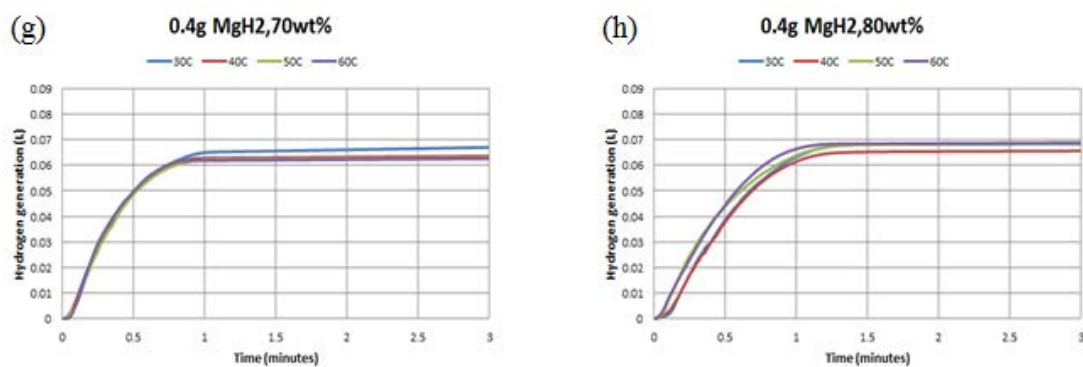 (g)
0.4g MgH2,70wt%
30C 40C 50C 60C
0.09
0.08
0.07
0.06
0.05
0.04
0.03
0.02
0.01
0
Hydrogen generation (L)
0 0.5 1 1.5 2 2.5 3
Time (minutes)
(h)
0.4g MgH2,80wt%
30C 40C 50C 60C
0.09
0.08
0.07
0.06
0.05
0.04
0.03
0.02
0.01
0
Hydrogen generation (L)
0 0.5 1 1.5 2 2.5 3
Time (minutes)